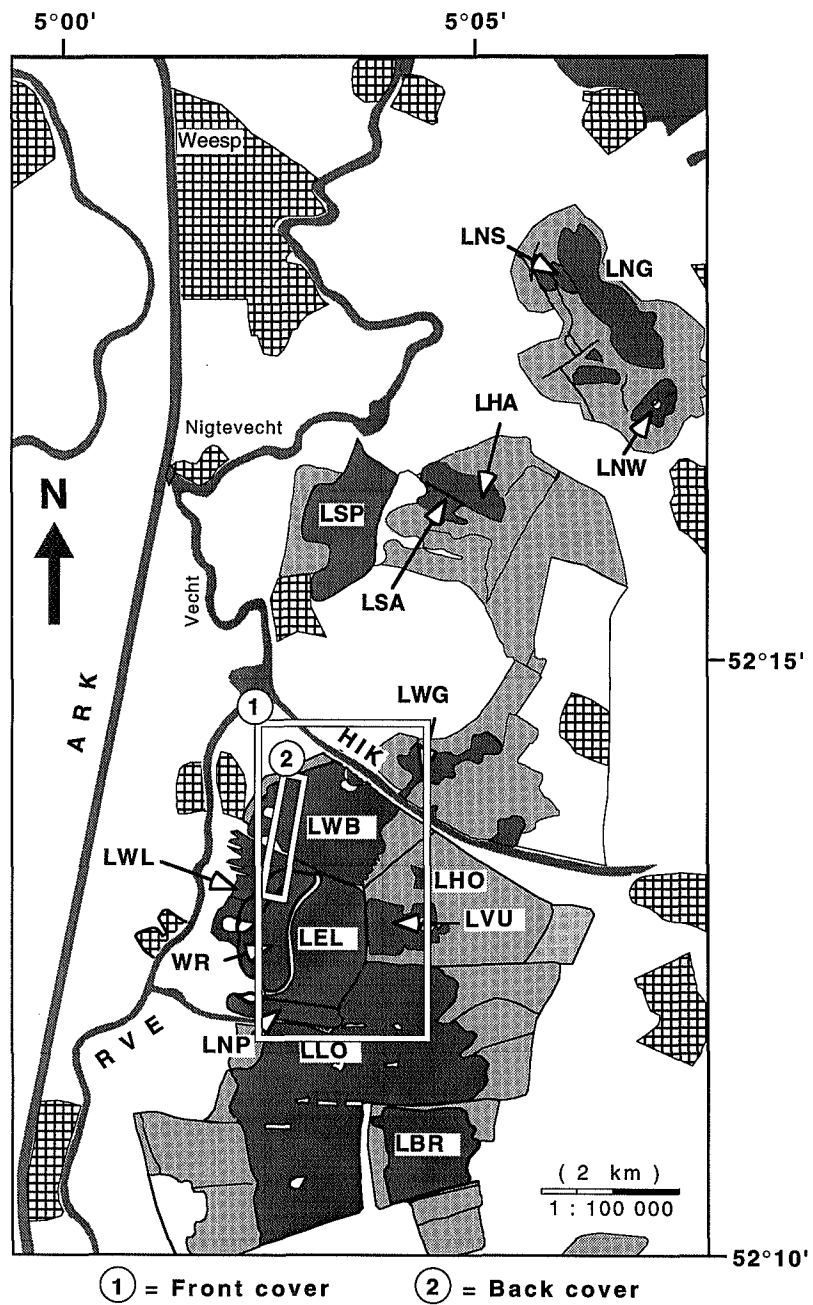 5°00'
5°05'
Weesp
LNS
LNG
LHA
Nigtevecht
LNW
N
LSP
Vecht
LSA
52°15'
ARK
LWG
1
HIK
2
LWB
LWL
LHO
LVU
LEL
WR
RVE
LNP
LLO
LBR
( 2 km )
1 : 100 000
52°10'
1 = Front cover
2 = Back cover